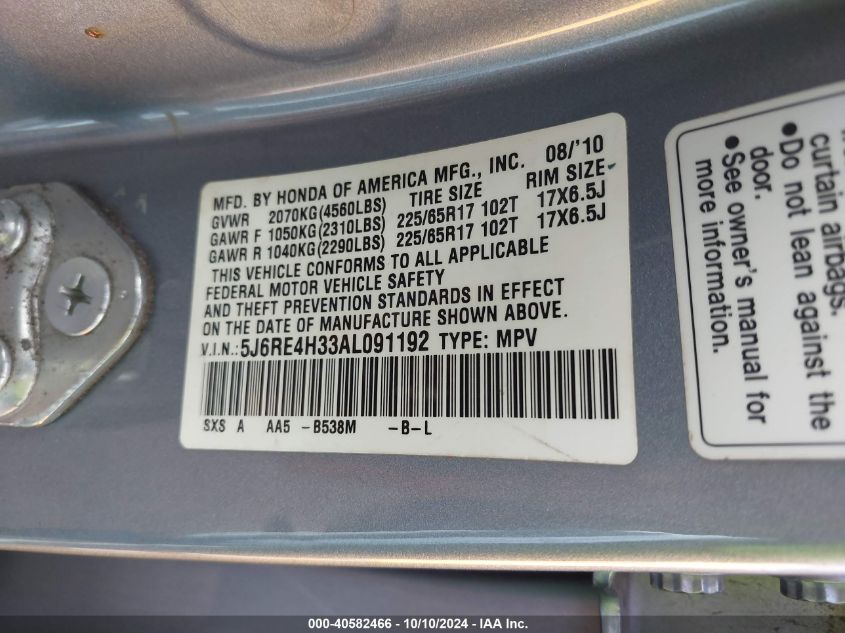 MFD. BY HONDA OF AMERICA MFG., INC. 08/'10
GVWR 2070KG(4560LBS) TIRE SIZE RIM SIZE
GAWR F 1050KG(2310LBS) 225/65R17 102T 17X6.5J
GAWR R 1040KG(2290LBS) 225/65R17 102T 17X6.5J
THIS VEHICLE CONFORMS TO ALL APPLICABLE
FEDERAL MOTOR VEHICLE SAFETY
AND THEFT PREVENTION STANDARDS IN EFFECT
ON THE DATE OF MANUFACTURE SHOWN ABOVE.
V.I.N.: 5J6RE4H33AL091192 TYPE: MPV
SXS A AA5 -B538M -B-L
curtain airbags.
•Do not lean against the
door.
•See owner's manual for
more information.
000-40582466 - 10/10/2024 - IAA Inc.